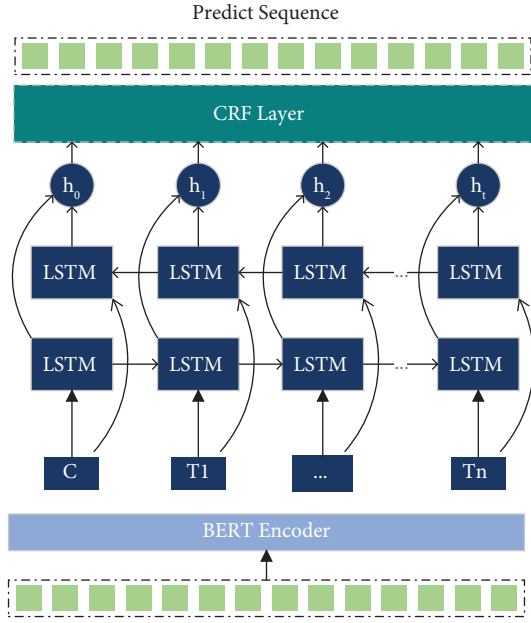 Predict Sequence
CRF Layer
h0 h1 h2 ht
LSTM LSTM LSTM ... LSTM
LSTM LSTM LSTM ... LSTM
C T1 ... Tn
BERT Encoder